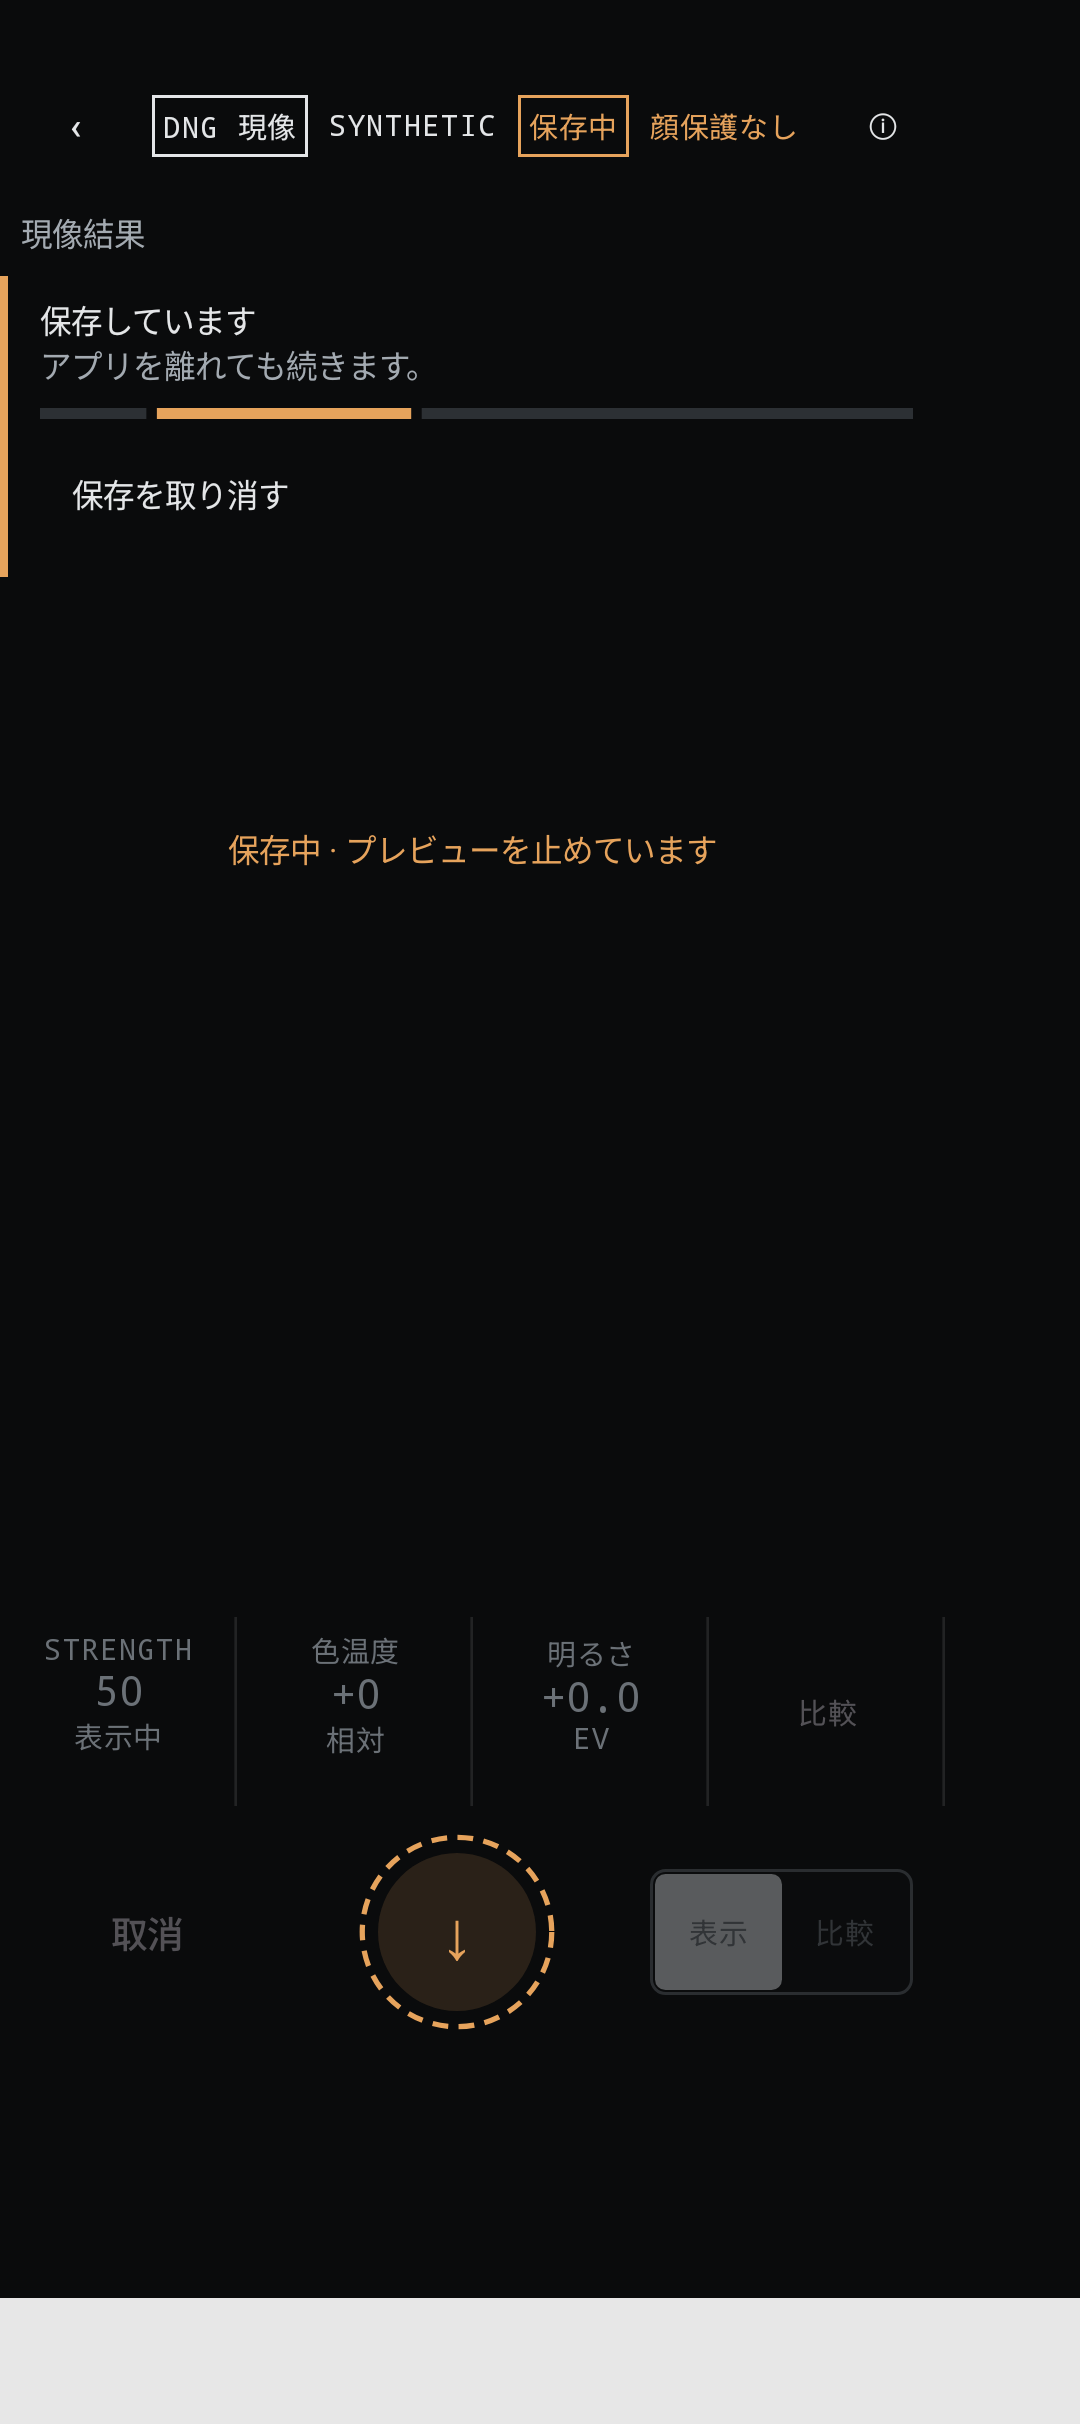 ‹ DNG 現像 SYNTHETIC 保存中 顔保護なし ⓘ
現像結果
保存しています
アプリを離れても続きます。
保存を取り消す
保存中 · プレビューを止めています
STRENGTH
50
表示中
色温度
+0
相対
明るさ
+0.0
EV
比較
取消
↓
表示 比較